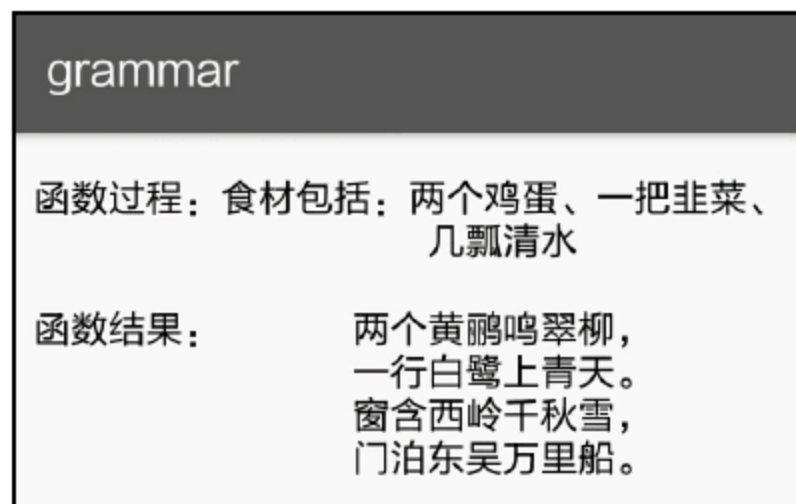 grammar
函数过程：食材包括：两个鸡蛋、一把韭菜、
几瓢清水
函数结果：两个黄鹂鸣翠柳，
一行白鹭上青天。
窗含西岭千秋雪，
门泊东吴万里船。